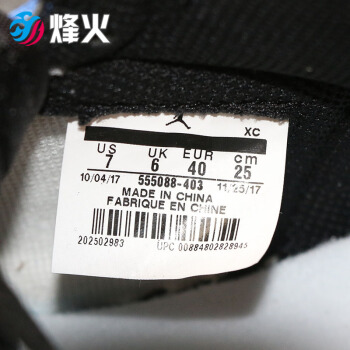 烽火
XC
US UK EUR cm
7 6 40 25
10/04/17 555088-403 11/25/17
MADE IN CHINA
FABRIQUE EN CHINE
202502983 UPC 00884802828945